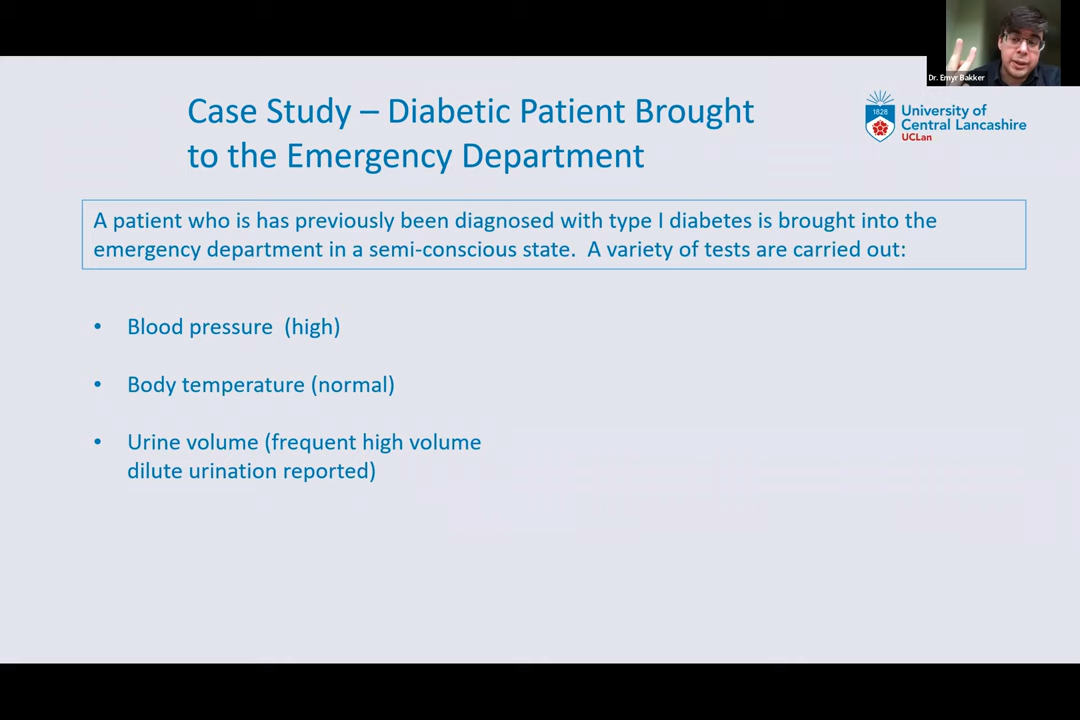 Dr. Emyr Bakker
Case Study – Diabetic Patient Brought
to the Emergency Department
1828
University of
Central Lancashire
UCLan
A patient who is has previously been diagnosed with type I diabetes is brought into the
emergency department in a semi-conscious state.  A variety of tests are carried out:
• Blood pressure  (high)
• Body temperature (normal)
• Urine volume (frequent high volume
dilute urination reported)